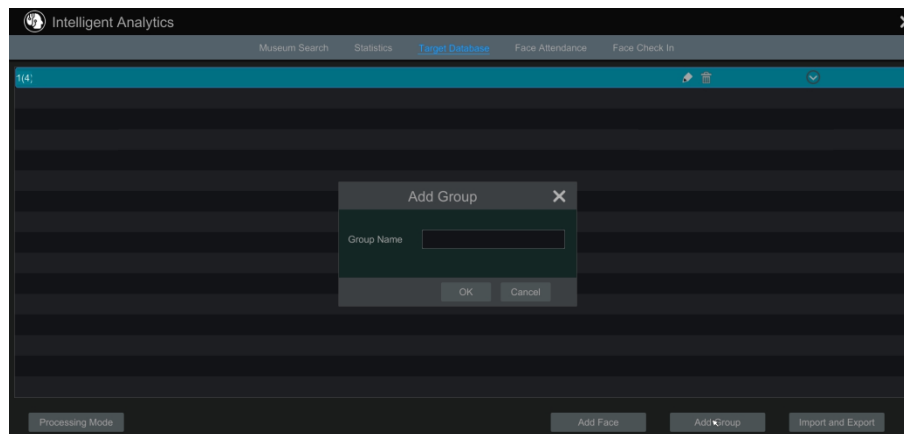 Intelligent Analytics
Museum Search Statistics Target Database Face Attendance Face Check In
1(4)
Add Group
Group Name
OK Cancel
Processing Mode Add Face Add Group Import and Export